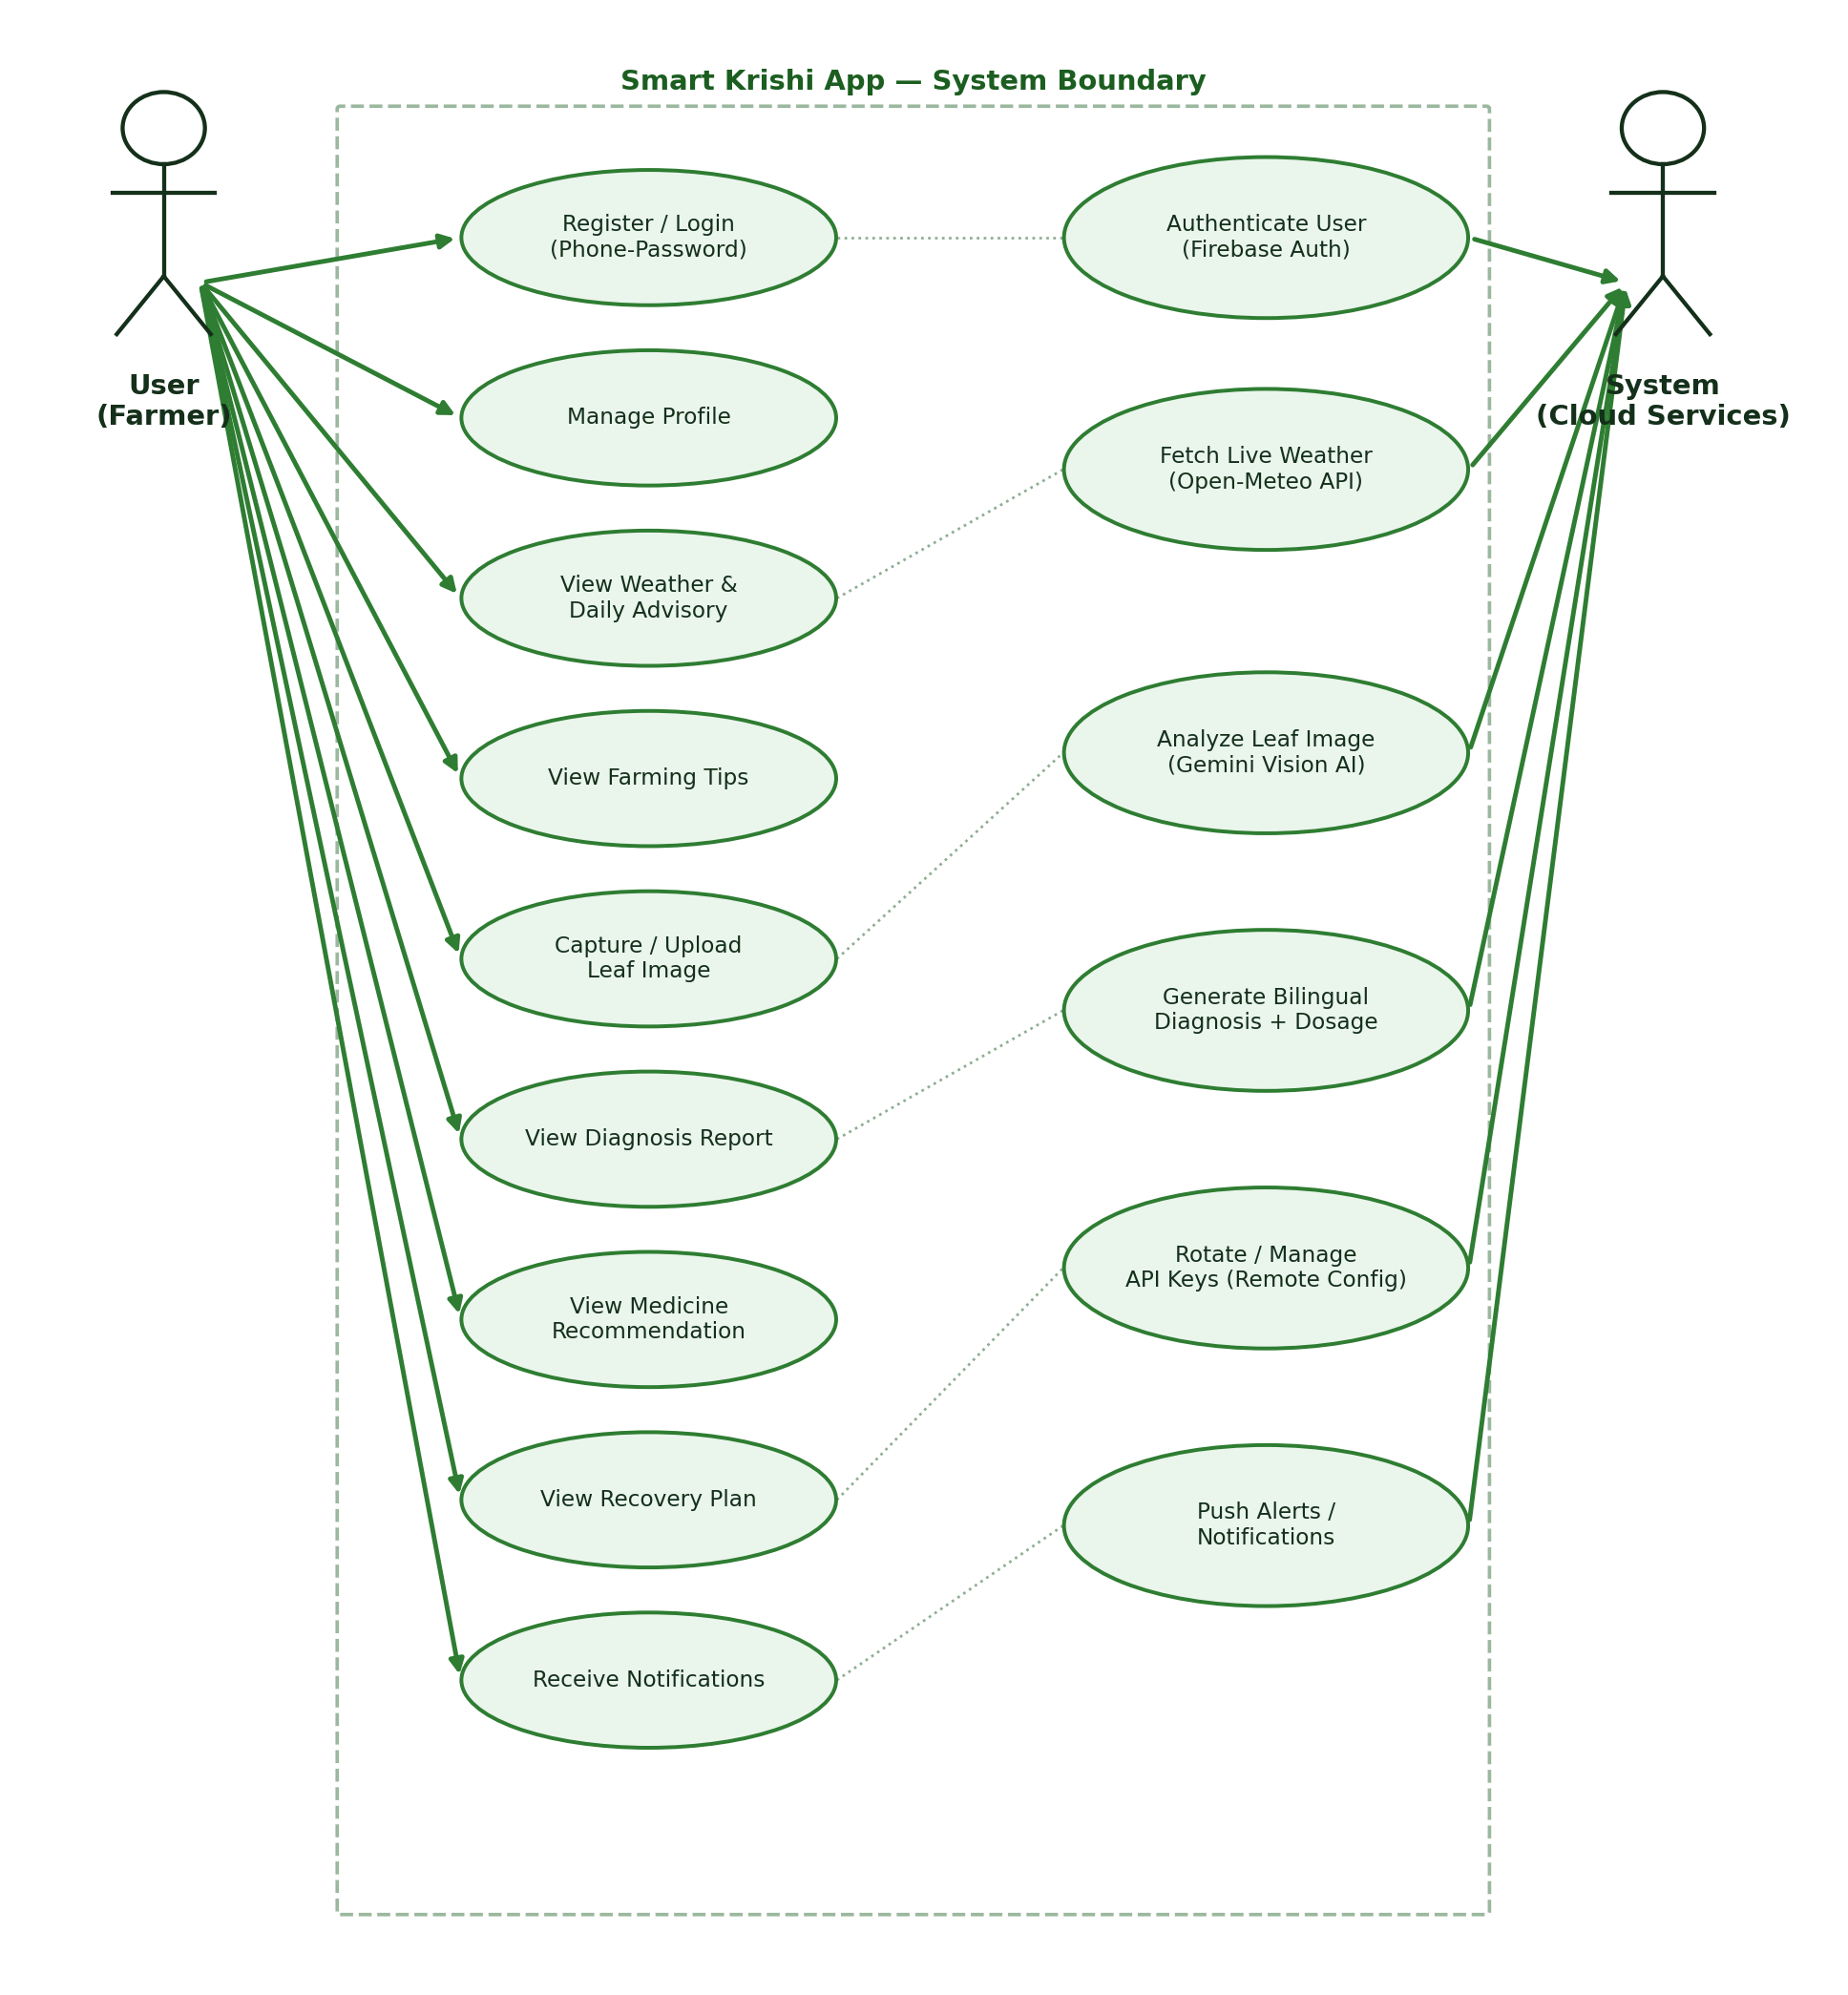 Smart Krishi App — System Boundary
User
(Farmer)
Register / Login
(Phone-Password)
Manage Profile
View Weather &
Daily Advisory
View Farming Tips
Capture / Upload
Leaf Image
View Diagnosis Report
View Medicine
Recommendation
View Recovery Plan
Receive Notifications
Authenticate User
(Firebase Auth)
Fetch Live Weather
(Open-Meteo API)
Analyze Leaf Image
(Gemini Vision AI)
Generate Bilingual
Diagnosis + Dosage
Rotate / Manage
API Keys (Remote Config)
Push Alerts /
Notifications
System
(Cloud Services)